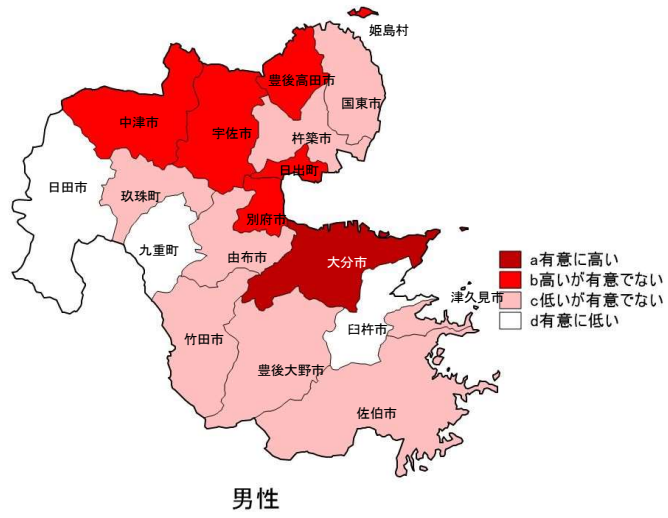 姫島村
豊後高田市
国東市
中津市
宇佐市
杵築市
日出町
日田市
玖珠町
別府市
九重町
由布市
大分市
a有意に高い
b高いが有意でない
c低いが有意でない
d有意に低い
津久見市
臼杵市
竹田市
豊後大野市
佐伯市
男性